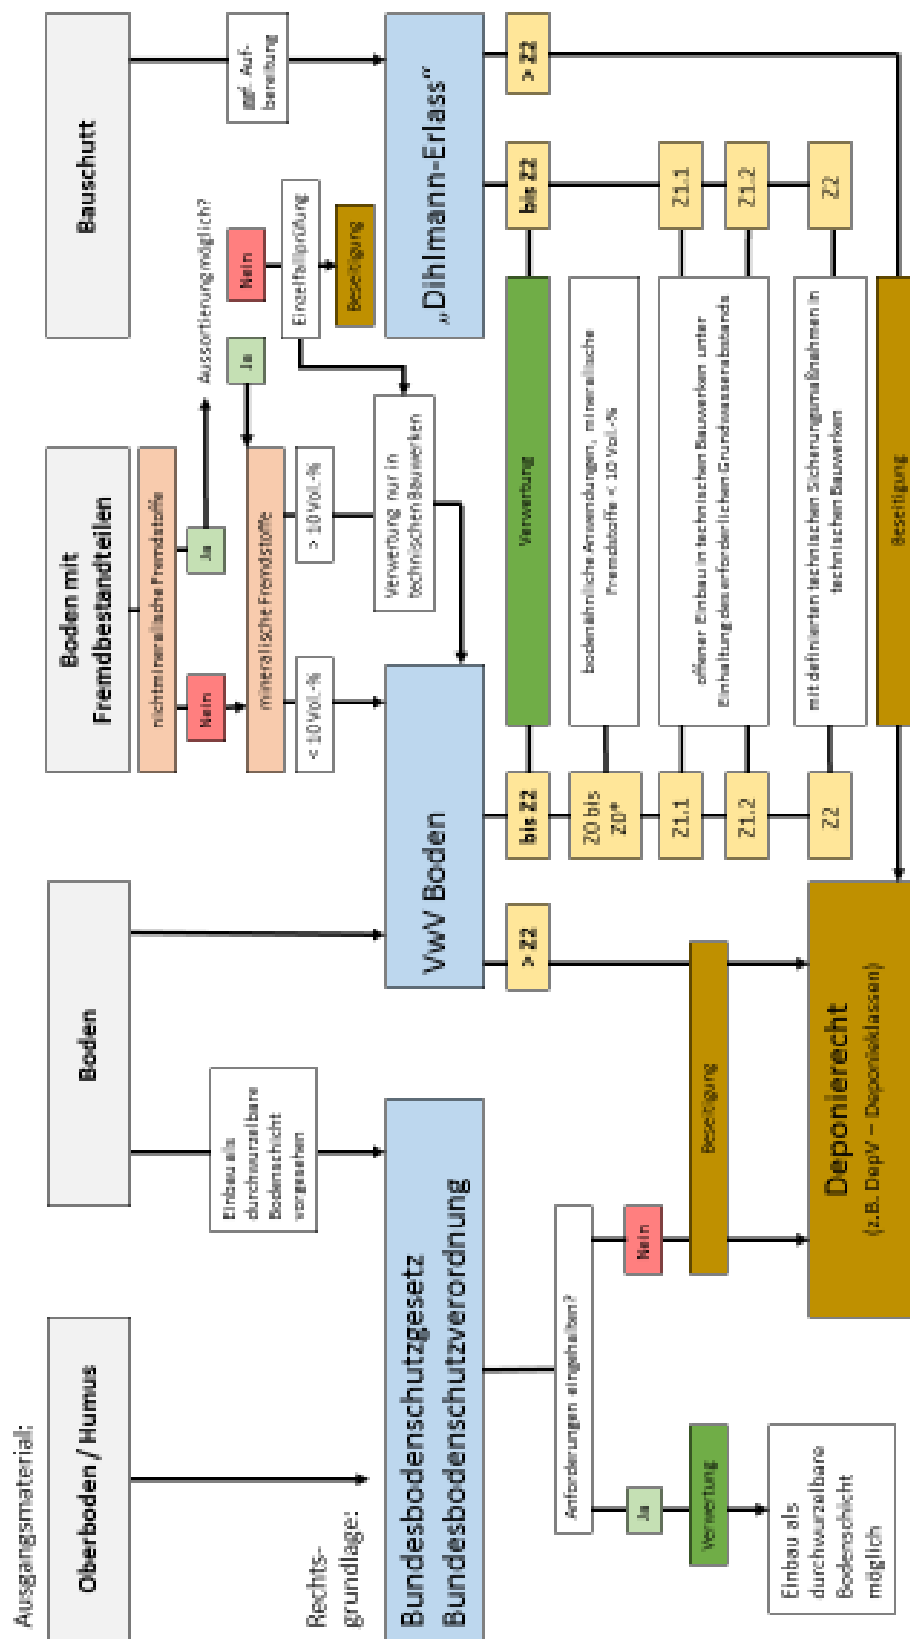 Ausgangsmaterial:
Oberboden / Humus
Boden
Boden mit
Fremdbestandteilen
Bauschutt
nichtmineralische Fremdstoffe
Nein
Ja
Aussortierung möglich?
Ja
Nein
mineralische Fremdstoffe
< 10 Vol.-%
> 10 Vol.-%
Einzelfallprüfung
Beseitigung
ggf. Auf-
bereitung
Einbau als
durchwurzelbare
Bodenschicht
vorgesehen
Verwertung nur in
technischen Bauwerken
Rechts-
grundlage:
Bundesbodenschutzgesetz
Bundesbodenschutzverordnung
VwV Boden
„Dihlmann-Erlass“
> Z2
bis Z2
Verwertung
bis Z2
> Z2
Anforderungen eingehalten?
Z0 bis
Z0*
bodenähnliche Anwendungen, mineralische
Fremdstoffe < 10 Vol.-%
Ja
Nein
Z1.1
Z1.2
offener Einbau in technischen Bauwerken unter
Einhaltung des erforderlichen Grundwasserabstands
Z1.1
Z1.2
Verwertung
Beseitigung
Z2
mit definierten technischen Sicherungsmaßnahmen in
technischen Bauwerken
Z2
Einbau als
durchwurzelbare
Bodenschicht
möglich
Deponierecht
(z.B. DepV – Deponieklassen)
Beseitigung